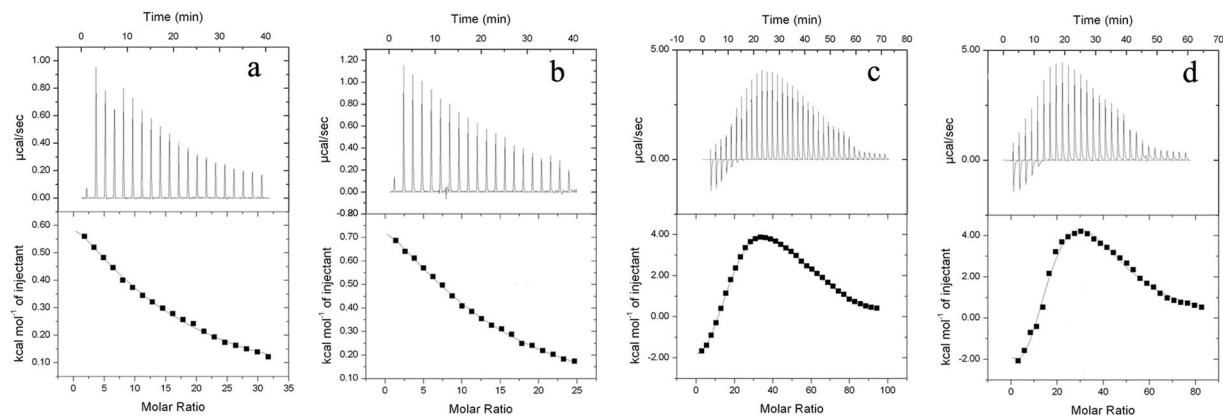 Time (min)
0 10 20 30 40
a
1.00
0.80
0.60
0.40
0.20
0.00
µcal/sec
0.60
0.50
0.40
0.30
0.20
0.10
kcal mol⁻¹ of injectant
0 5 10 15 20 25 30 35
Molar Ratio
Time (min)
0 10 20 30 40
b
1.20
1.00
0.80
0.60
0.40
0.20
0.00
µcal/sec
-0.80
0.70
0.60
0.50
0.40
0.30
0.20
0.10
kcal mol⁻¹ of injectant
0 5 10 15 20 25
Molar Ratio
Time (min)
-10 0 10 20 30 40 50 60 70 80
c
5.00
0.00
µcal/sec
4.00
2.00
0.00
-2.00
kcal mol⁻¹ of injectant
0 20 40 60 80 100
Molar Ratio
Time (min)
0 10 20 30 40 50 60 70
d
5.00
0.00
µcal/sec
4.00
2.00
0.00
-2.00
kcal mol⁻¹ of injectant
0 20 40 60 80
Molar Ratio